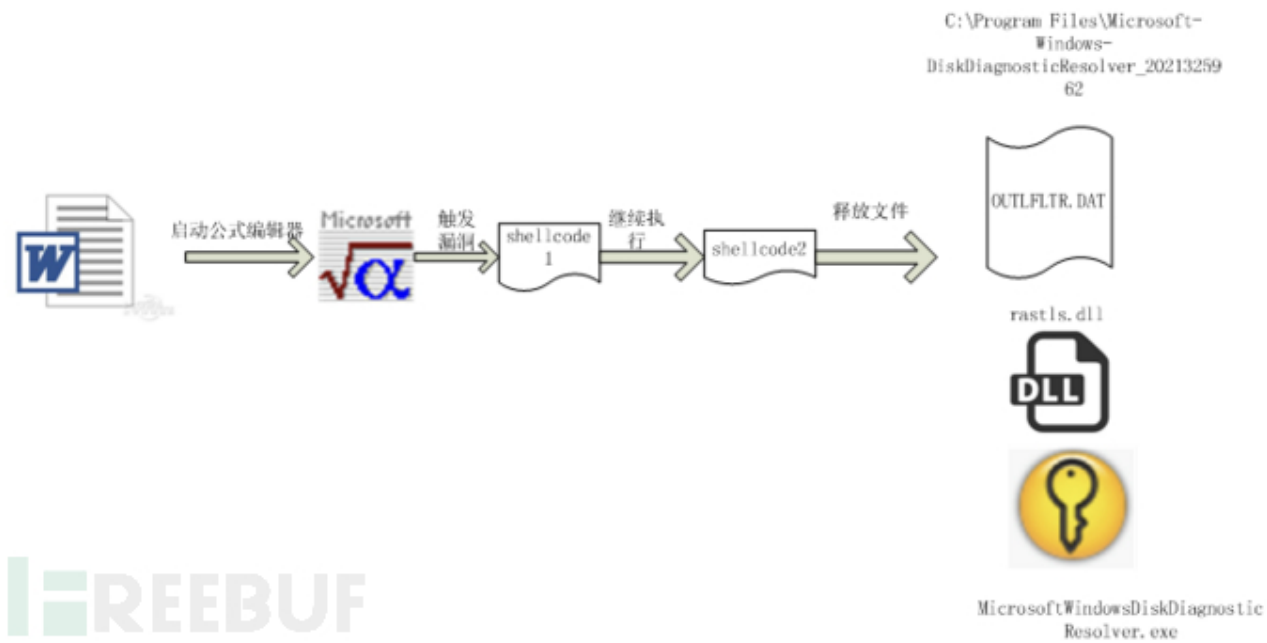 C:\Program Files\Microsoft-
Windows-
DiskDiagnosticResolver_20213259
62
OUTLFLTR.DAT
W
启动公式编辑器
Microsoft
√α
触发
漏洞
shellcode
1
继续执
行
shellcode2
释放文件
rastls.dll
DLL
REEBUF
MicrosoftWindowsDiskDiagnostic
Resolver.exe